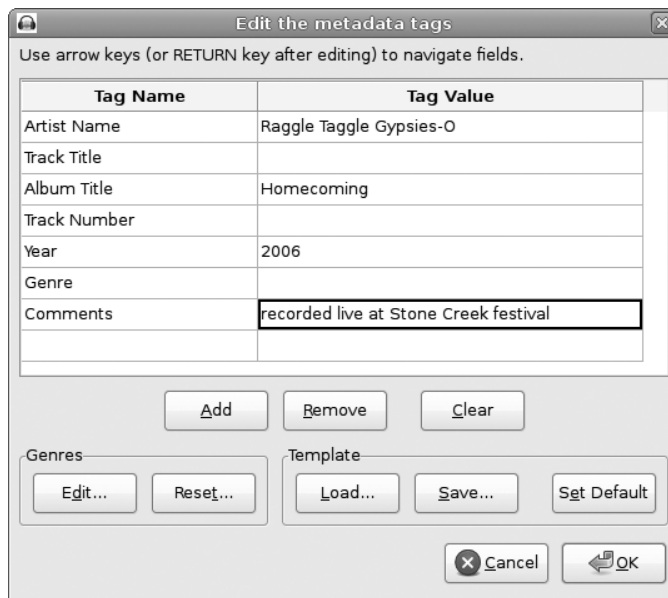 Edit the metadata tags
Use arrow keys (or RETURN key after editing) to navigate fields.
Tag Name Tag Value
Artist Name Raggle Taggle Gypsies-O
Track Title
Album Title Homecoming
Track Number
Year 2006
Genre
Comments recorded live at Stone Creek festival
Add Remove Clear
Genres Template
Edit... Reset... Load... Save... Set Default
Cancel OK